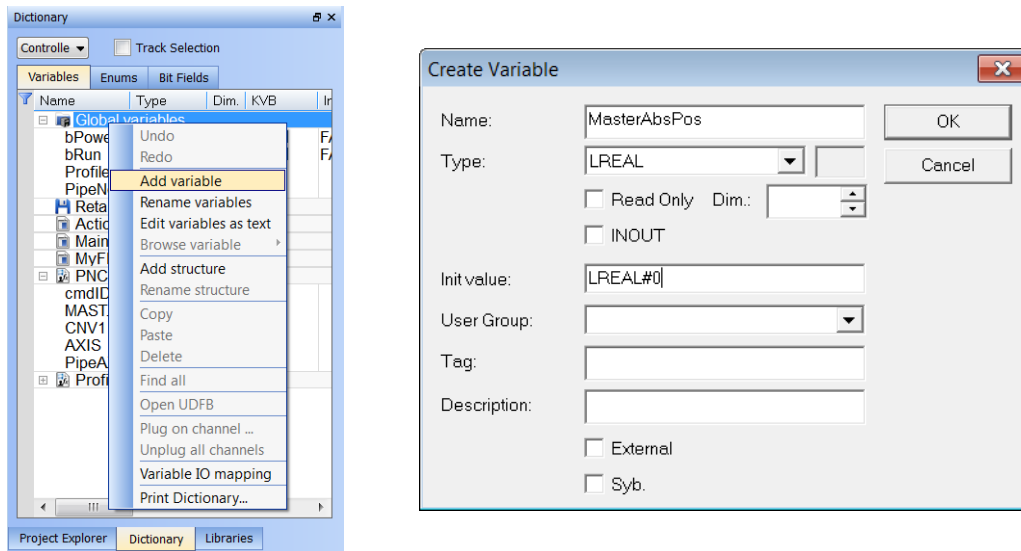 Dictionary
Controlle
Track Selection
Variables Enums Bit Fields
Name Type Dim. KVB
Global variables
bPowe
bRun
Profile
PipeN
Reta
Actio
Main
MyF
PNC
cmdID
MAST
CNV1
AXIS
PipeA
Profi
Undo
Redo
Add variable
Rename variables
Edit variables as text
Browse variable
Add structure
Rename structure
Copy
Paste
Delete
Find all
Open UDFB
Plug on channel ...
Unplug all channels
Variable IO mapping
Print Dictionary...
Project Explorer Dictionary Libraries
Create Variable
Name: MasterAbsPos OK
Type: LREAL Cancel
Read Only Dim.:
INOUT
Init value: LREAL#0
User Group:
Tag:
Description:
External
Syb.